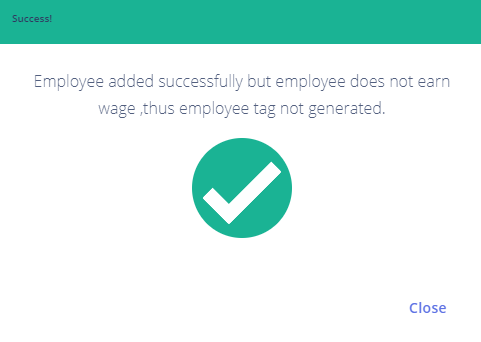 Success!
Employee added successfully but employee does not earn
wage ,thus employee tag not generated.
Close